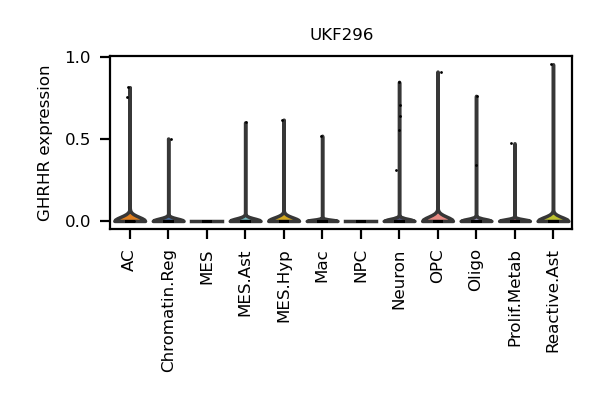 UKF296
GHRHR expression
1.0
0.5
0.0
AC
Chromatin.Reg
MES
MES.Ast
MES.Hyp
Mac
NPC
Neuron
OPC
Oligo
Prolif.Metab
Reactive.Ast